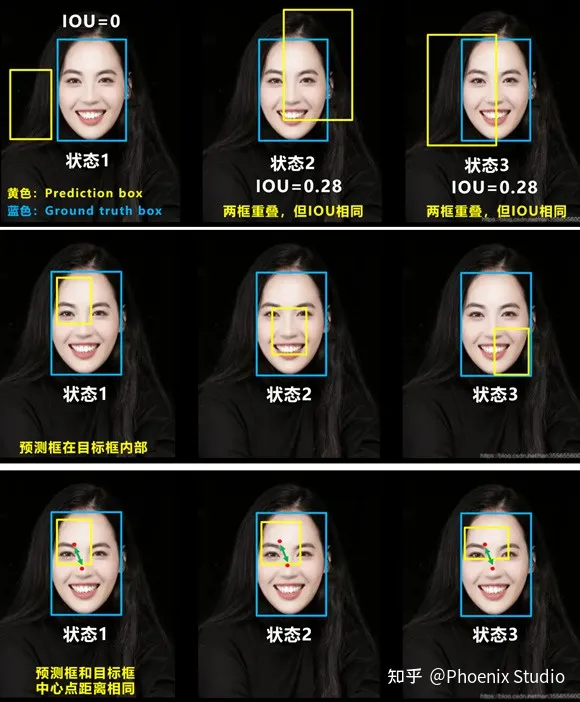 IOU=0
状态1
状态2
状态3
IOU=0.28
IOU=0.28
黄色：Prediction box
蓝色：Ground truth box
两框重叠，但IOU相同
两框重叠，但IOU相同
状态1
状态2
状态3
预测框在目标框内部
状态1
状态2
状态3
预测框和目标框
中心点距离相同
知乎 @Phoenix Studio